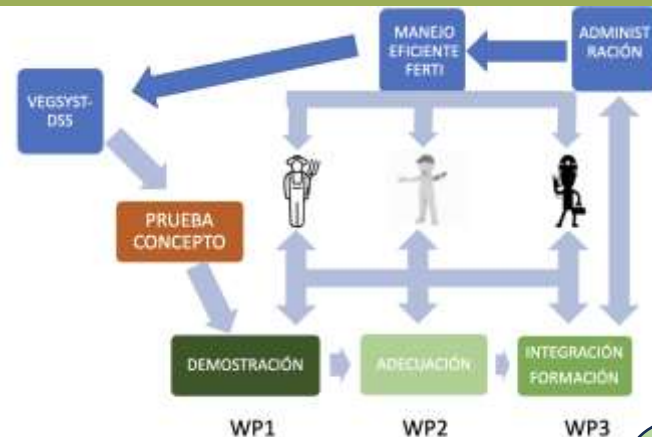 MANEJO
EFICIENTE
FERTI
ADMINIST
RACIÓN
VEGSYST-
DSS
PRUEBA
CONCEPTO
DEMOSTRACIÓN
ADECUACIÓN
INTEGRACIÓN
FORMACIÓN
WP1
WP2
WP3